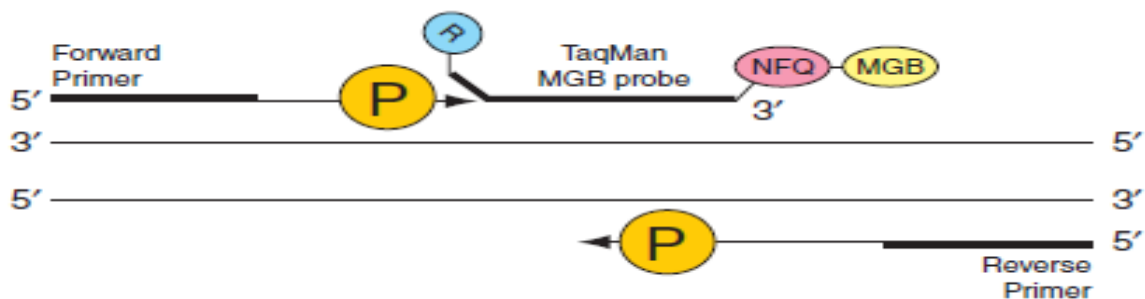 R
Forward
Primer
TaqMan
MGB probe
NFQ
MGB
5′
P
3′
3′
5′
5′
3′
P
5′
Reverse
Primer